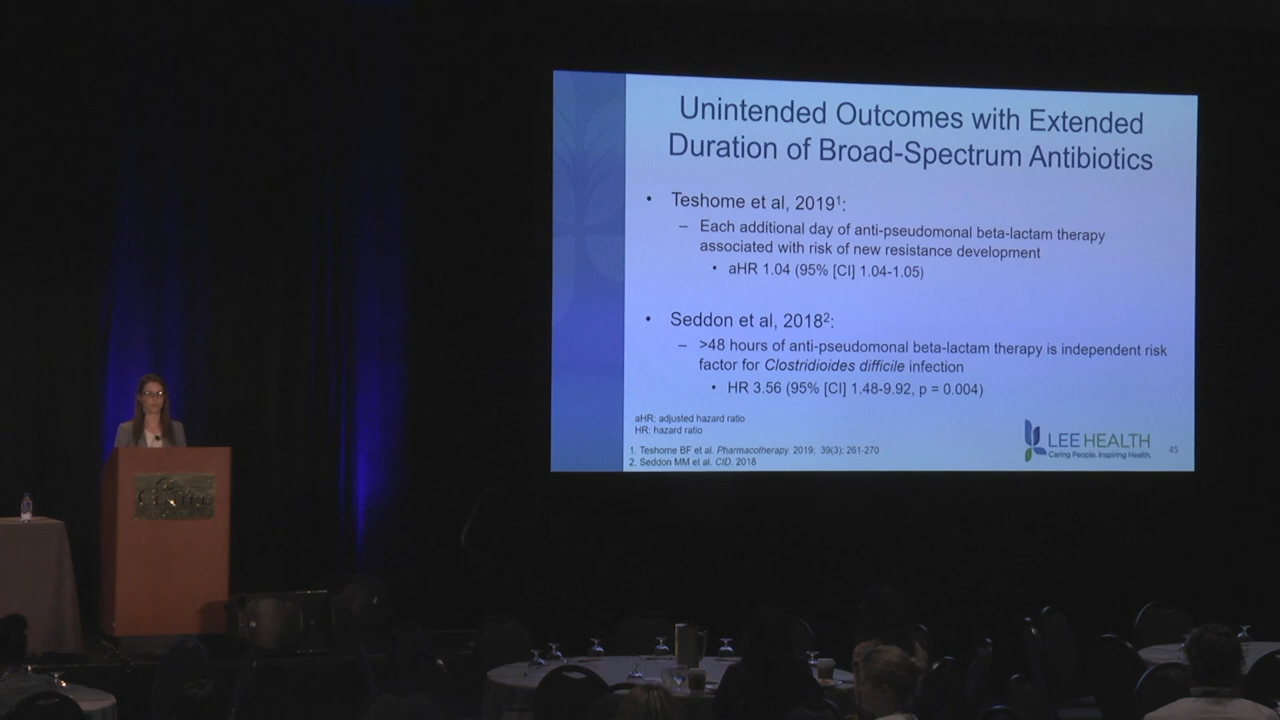 Unintended Outcomes with Extended
Duration of Broad-Spectrum Antibiotics
• Teshome et al, 2019¹:
– Each additional day of anti-pseudomonal beta-lactam therapy
associated with risk of new resistance development
• aHR 1.04 (95% [CI] 1.04-1.05)
• Seddon et al, 2018²:
– >48 hours of anti-pseudomonal beta-lactam therapy is independent risk
factor for Clostridioides difficile infection
• HR 3.56 (95% [CI] 1.48-9.92, p = 0.004)
aHR: adjusted hazard ratio
HR: hazard ratio
1. Teshome BF et al. Pharmacotherapy. 2019; 39(3): 261-270
2. Seddon MM et al. CID. 2018
LEE HEALTH
Caring People. Inspiring Health.
45